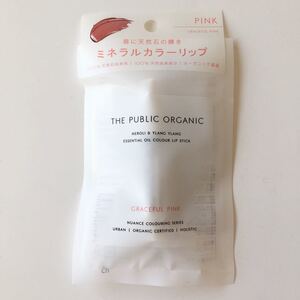 PINK
GRACEFUL PINK
唇に天然石の輝き
ミネラルカラーリップ
THE PUBLIC ORGANIC
NEROLI & YLANG YLANG
ESSENTIAL OIL COLOUR LIP STICK
GRACEFUL PINK
NUANCE COLOURING SERIES
URBAN | ORGANIC CERTIFIED | HOLISTIC